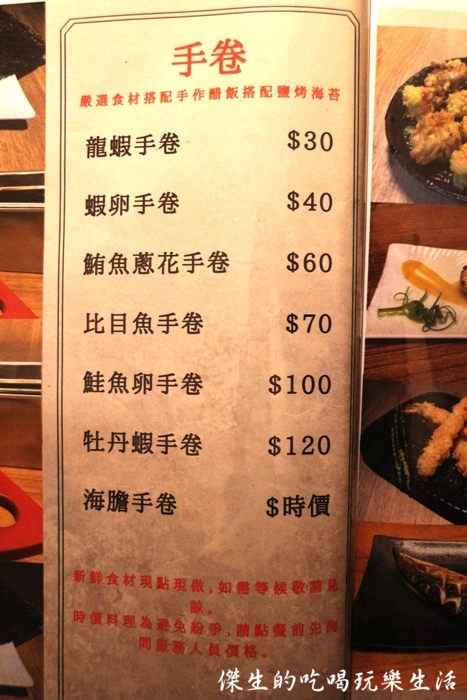 手卷
嚴選食材搭配手作醋飯搭配鹽烤海苔
龍蝦手卷 $30
蝦卵手卷 $40
鮪魚蔥花手卷 $60
比目魚手卷 $70
鮭魚卵手卷 $100
牡丹蝦手卷 $120
海膽手卷 $時價
新鮮食材現點現做,如需等候敬請見
諒。
時價料理為避免紛爭,請點餐前先詢
問服務人員價格。
傑生的吃喝玩樂生活